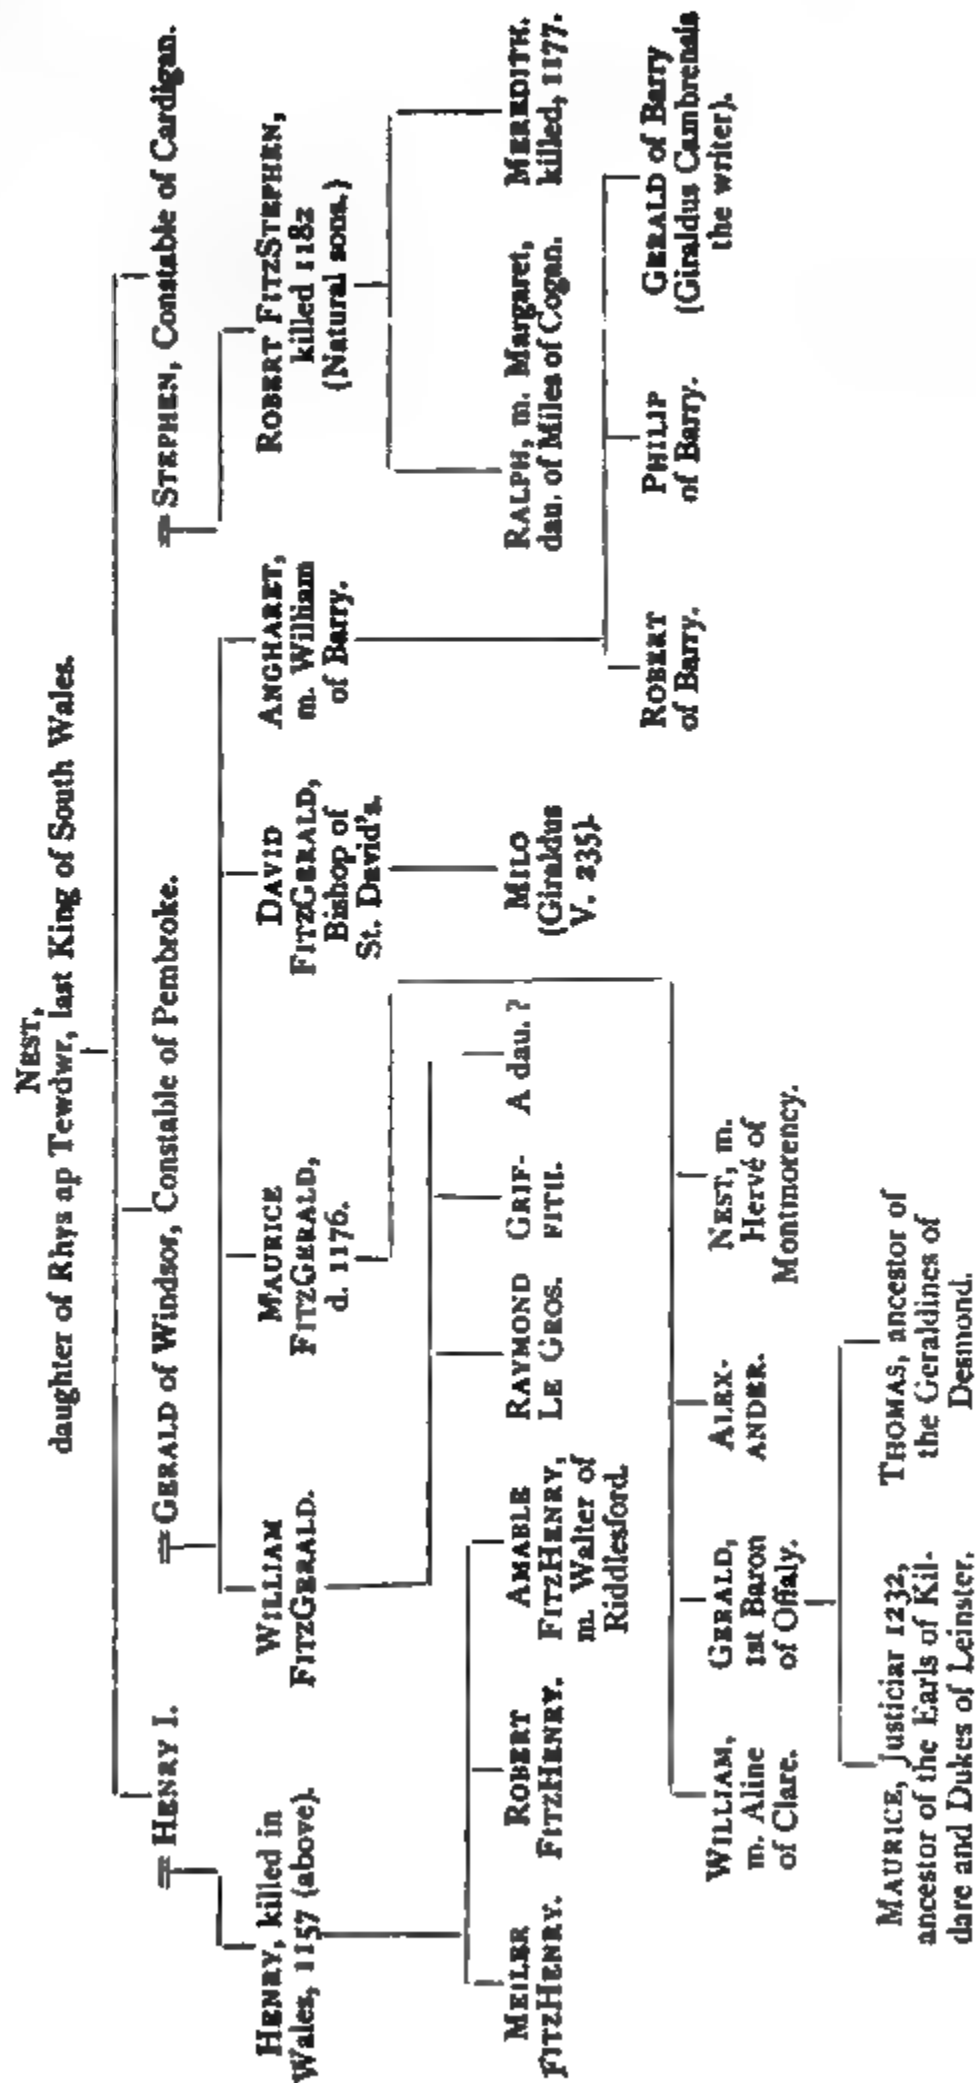 NEST,
daughter of Rhys ap Tewdwr, last King of South Wales.
= HENRY I.
= GERALD of Windsor, Constable of Pembroke.
= STEPHEN, Constable of Cardigan.
HENRY, killed in
Wales, 1157 (above).
WILLIAM
FITZGERALD.
MAURICE
FITZGERALD,
d. 1176.
DAVID
FITZGERALD,
Bishop of
St. David's.
ANGHARET,
m. William
of Barry.
ROBERT FITZSTEPHEN,
killed 1182
(Natural sons.)
MEILER
FITZHENRY.
ROBERT
FITZHENRY.
AMABLE
FITZHENRY,
m. Walter of
Riddlesford.
RAYMOND
LE GROS.
GRIF-
FITH.
A dau.?
MILO
(Giraldus
V. 235).
RALPH, m. Margaret,
dau. of Miles of Cogan.
MEREDITH.
killed, 1177.
WILLIAM,
m. Aline
of Clare.
GERALD,
1st Baron
of Offaly.
ALEX-
ANDER.
NEST, m.
Hervé of
Montmorency.
ROBERT
of Barry.
PHILIP
of Barry.
GERALD of Barry
(Giraldus Cambrensis
the writer).
MAURICE, Justiciar 1232,
ancestor of the Earls of Kil-
dare and Dukes of Leinster.
THOMAS, ancestor of
the Geraldines of
Desmond.